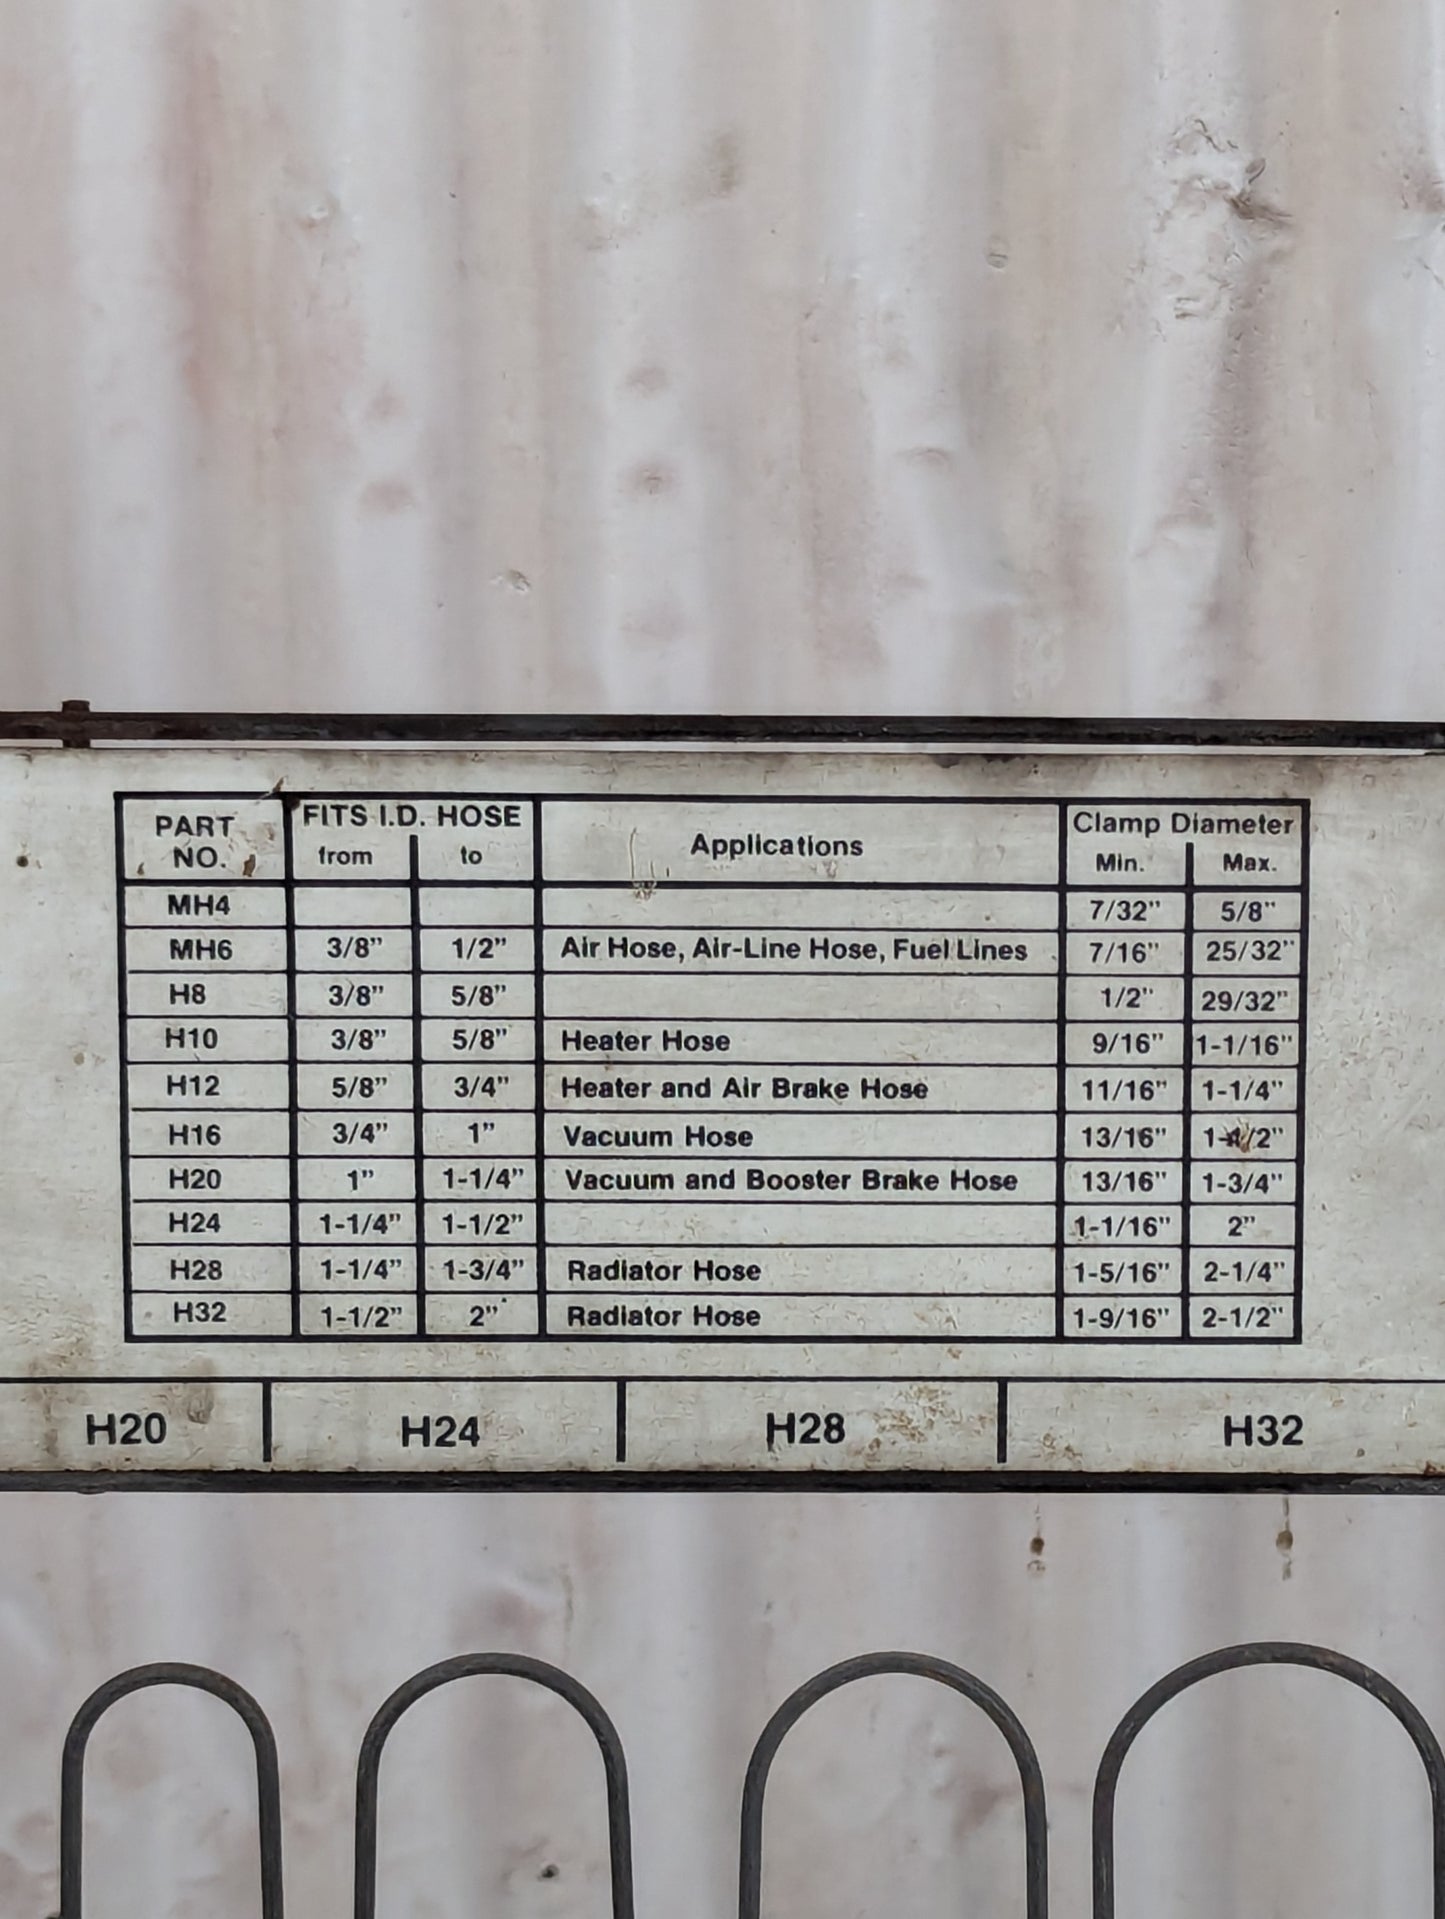 PART NO. FITS I.D. HOSE from to Applications Clamp Diameter Min. Max.
MH4 7/32" 5/8"
MH6 3/8" 1/2" Air Hose, Air-Line Hose, Fuel Lines 7/16" 25/32"
H8 3/8" 5/8" 1/2" 29/32"
H10 3/8" 5/8" Heater Hose 9/16" 1-1/16"
H12 5/8" 3/4" Heater and Air Brake Hose 11/16" 1-1/4"
H16 3/4" 1" Vacuum Hose 13/16" 1-1/2"
H20 1" 1-1/4" Vacuum and Booster Brake Hose 13/16" 1-3/4"
H24 1-1/4" 1-1/2" 1-1/16" 2"
H28 1-1/4" 1-3/4" Radiator Hose 1-5/16" 2-1/4"
H32 1-1/2" 2" Radiator Hose 1-9/16" 2-1/2"
H20 H24 H28 H32